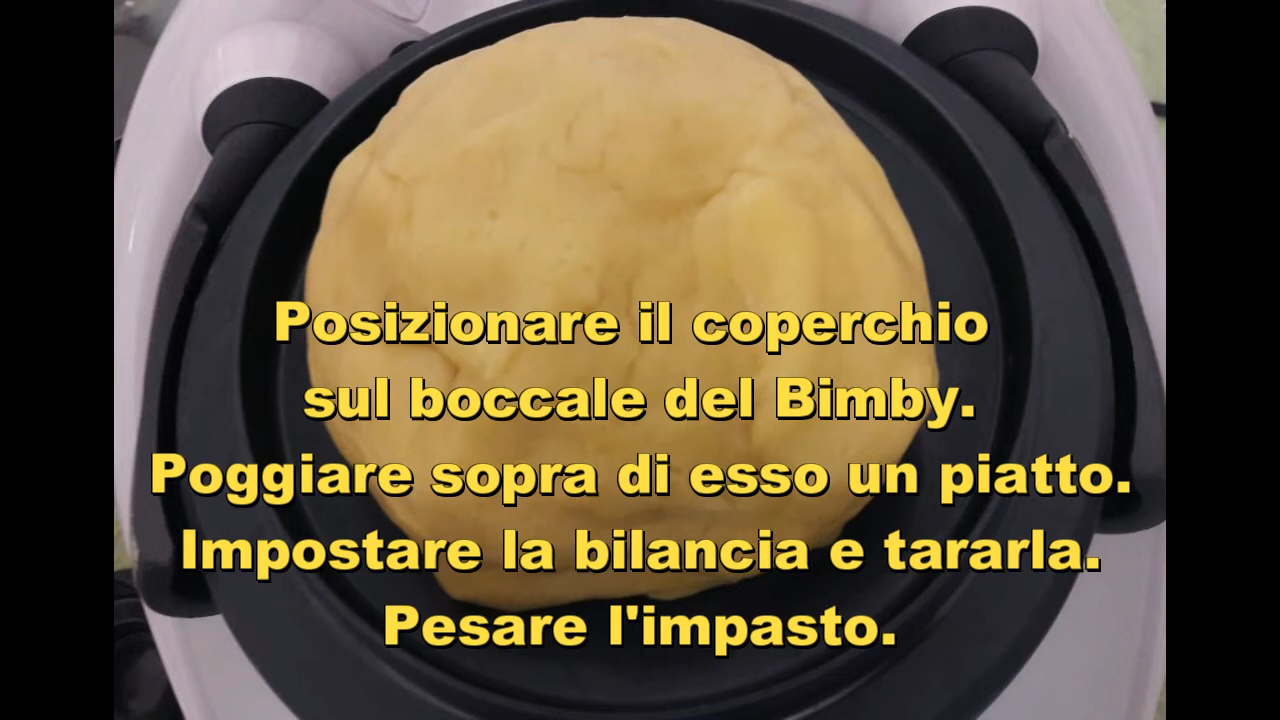 Posizionare il coperchio
sul boccale del Bimby.
Poggiare sopra di esso un piatto.
Impostare la bilancia e tararla.
Pesare l'impasto.